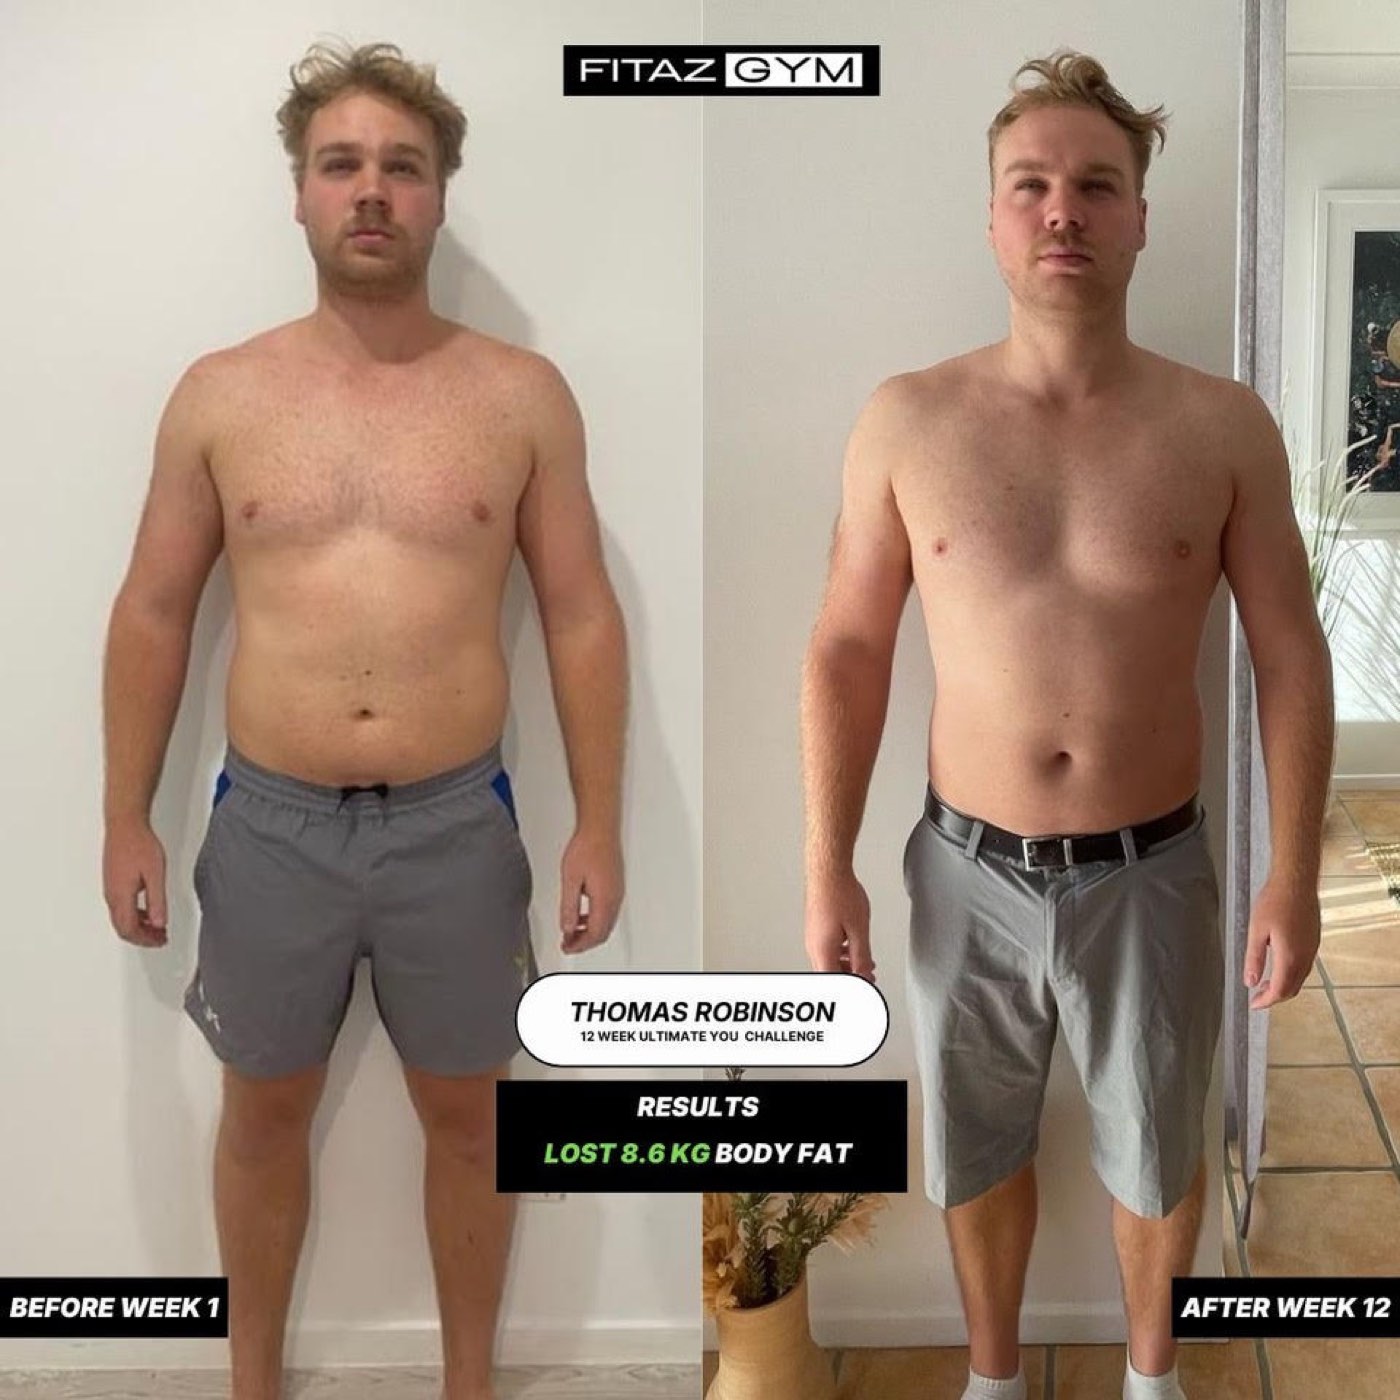 FITAZ GYM
THOMAS ROBINSON
12 WEEK ULTIMATE YOU CHALLENGE
RESULTS
LOST 8.6 KG BODY FAT
BEFORE WEEK 1
AFTER WEEK 12